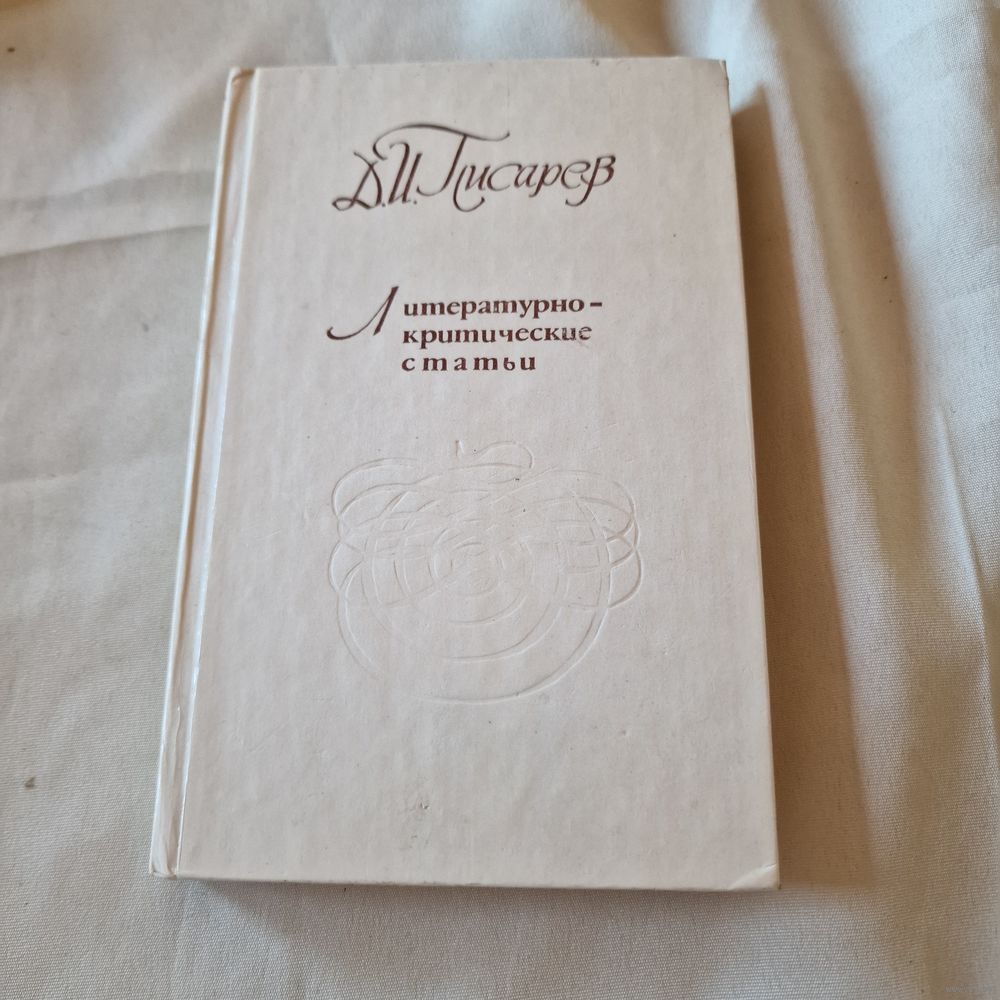 Д.И. Писарев
Литературно-
критические
статьи